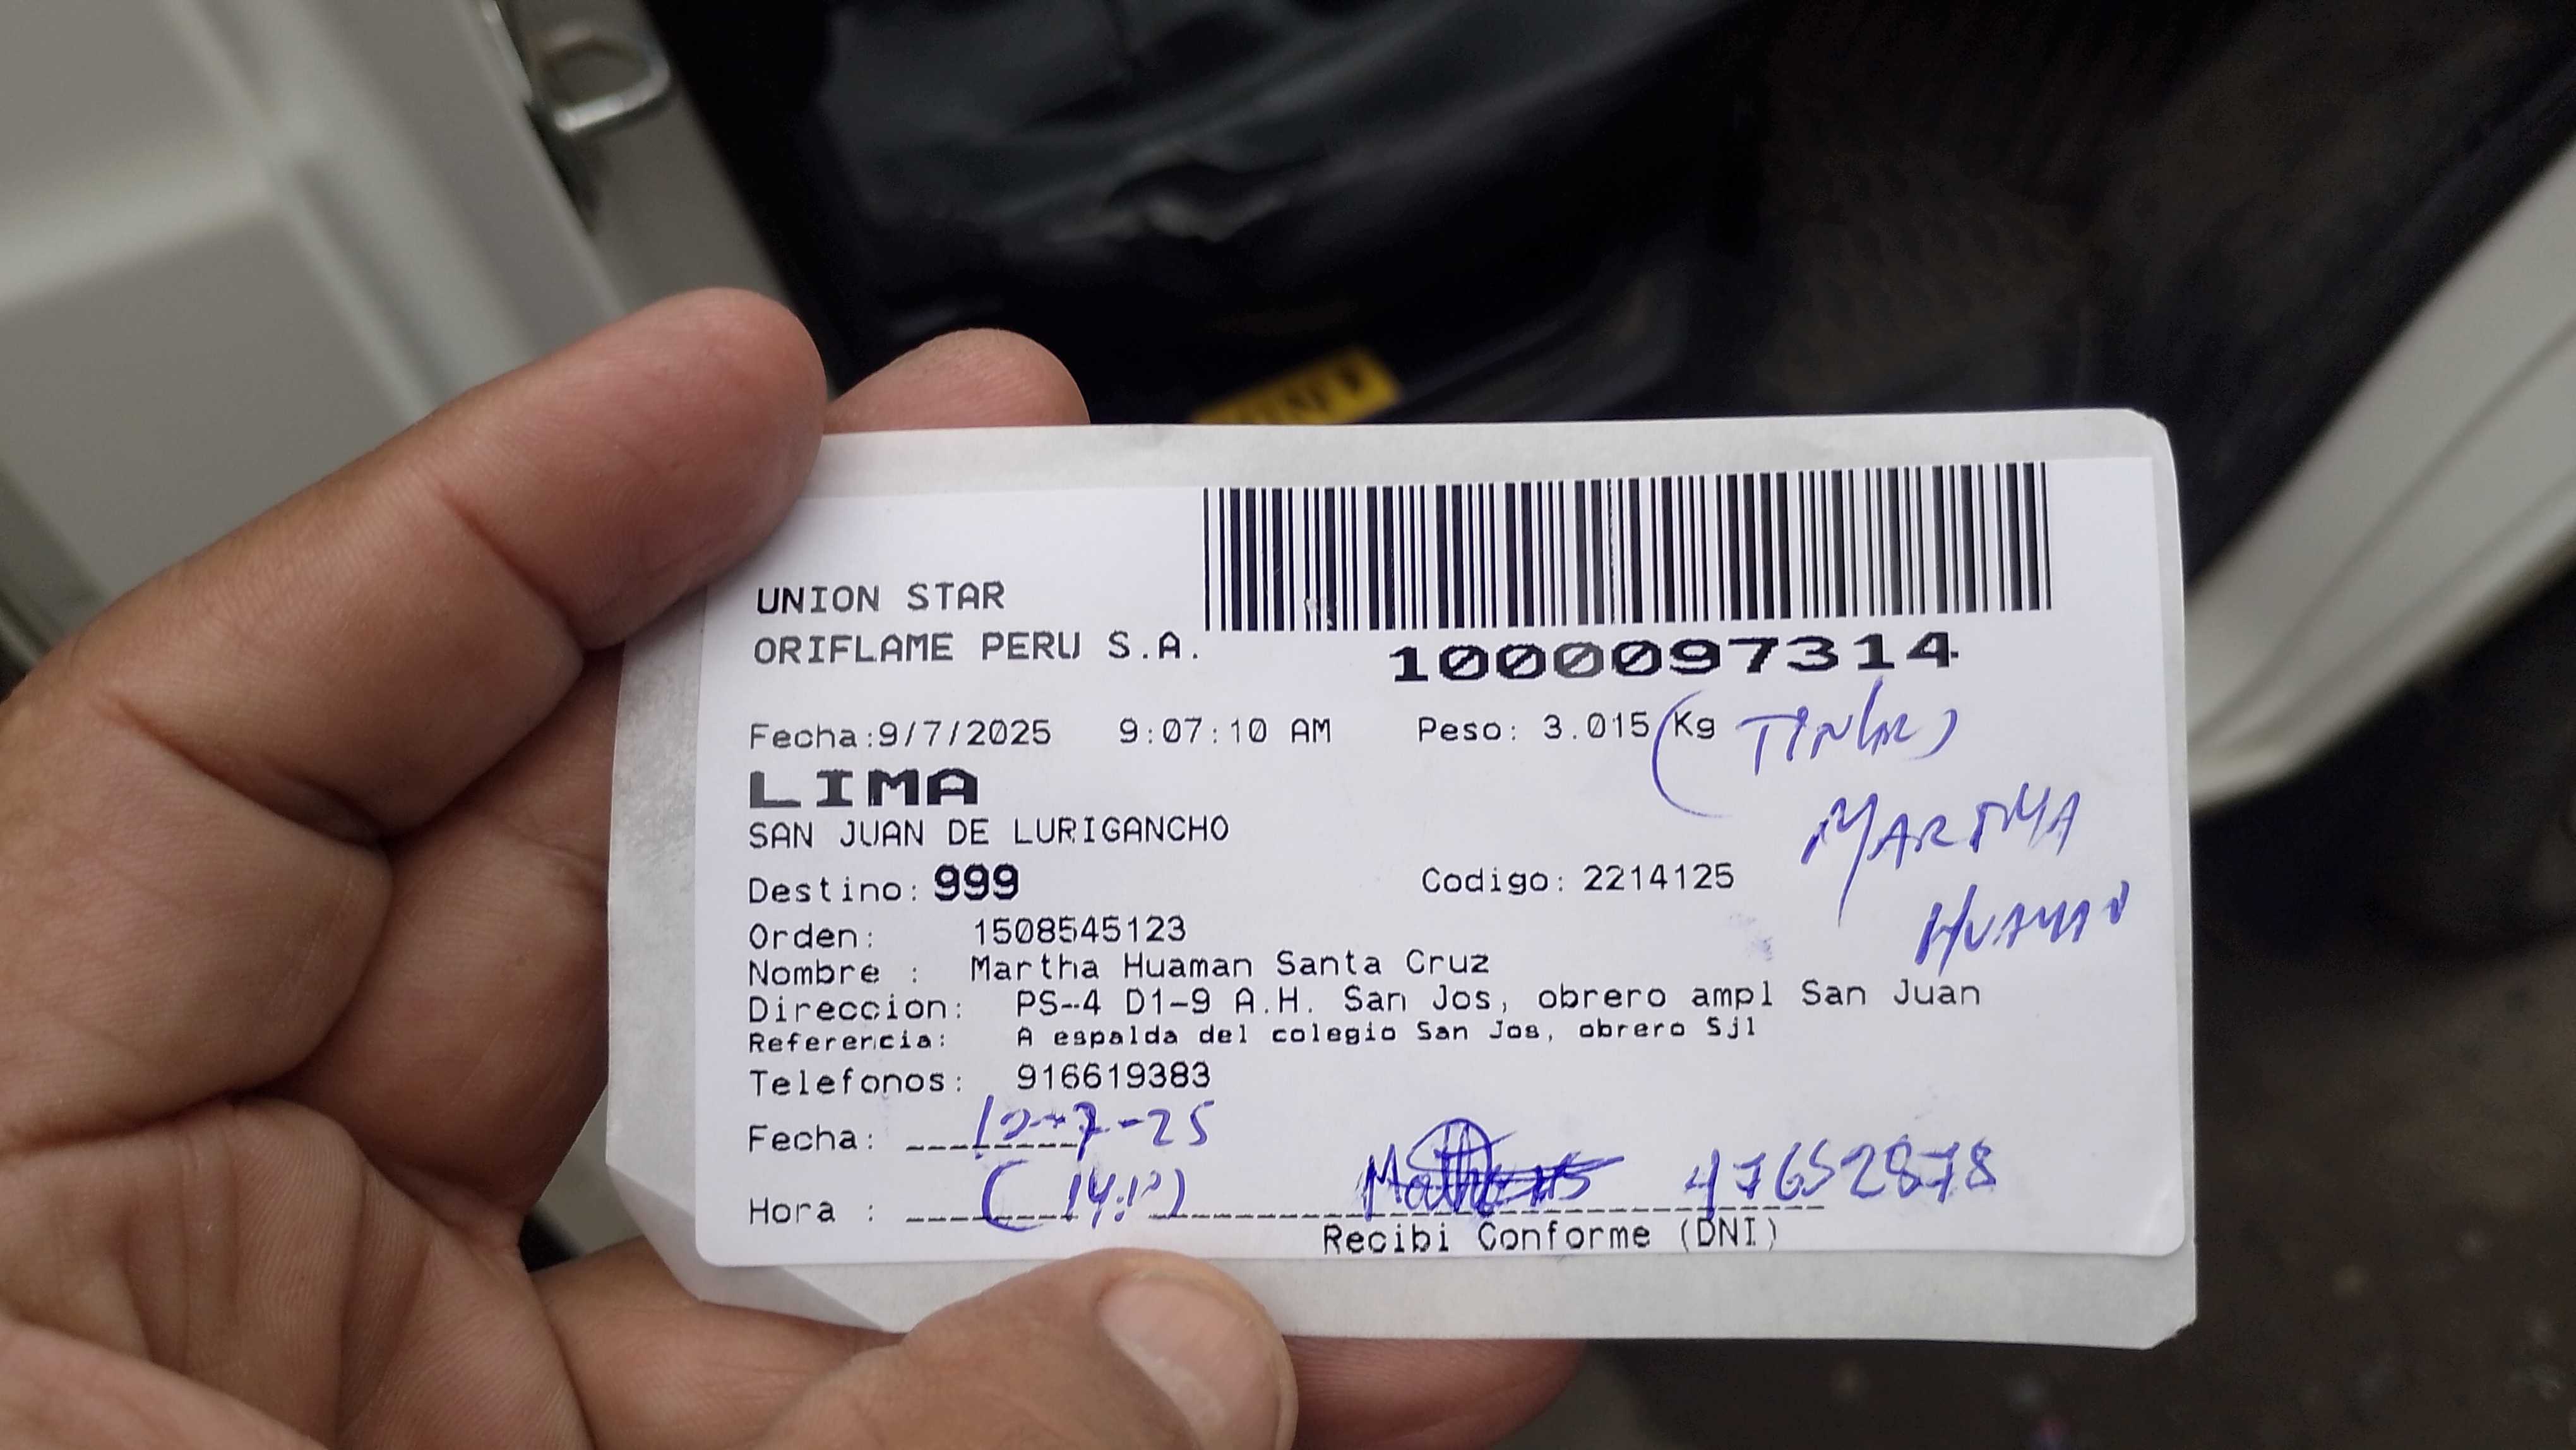 UNION STAR
ORIFLAME PERU S.A.
1000097314
Fecha:9/7/2025 9:07:10 AM Peso: 3.015 Kg
LIMA
SAN JUAN DE LURIGANCHO
MARTHA
HUAMAN
Destino: 999 Codigo: 2214125
Orden: 1508545123
Nombre : Martha Huaman Santa Cruz
Direccion: PS-4 D1-9 A.H. San Jos, obrero ampl San Juan
Referencia: A espalda del colegio San Jos, obrero Sjl
Telefonos: 916619383
Fecha: 10-7-25
Hora : 47652878
Recibi Conforme (DNI)